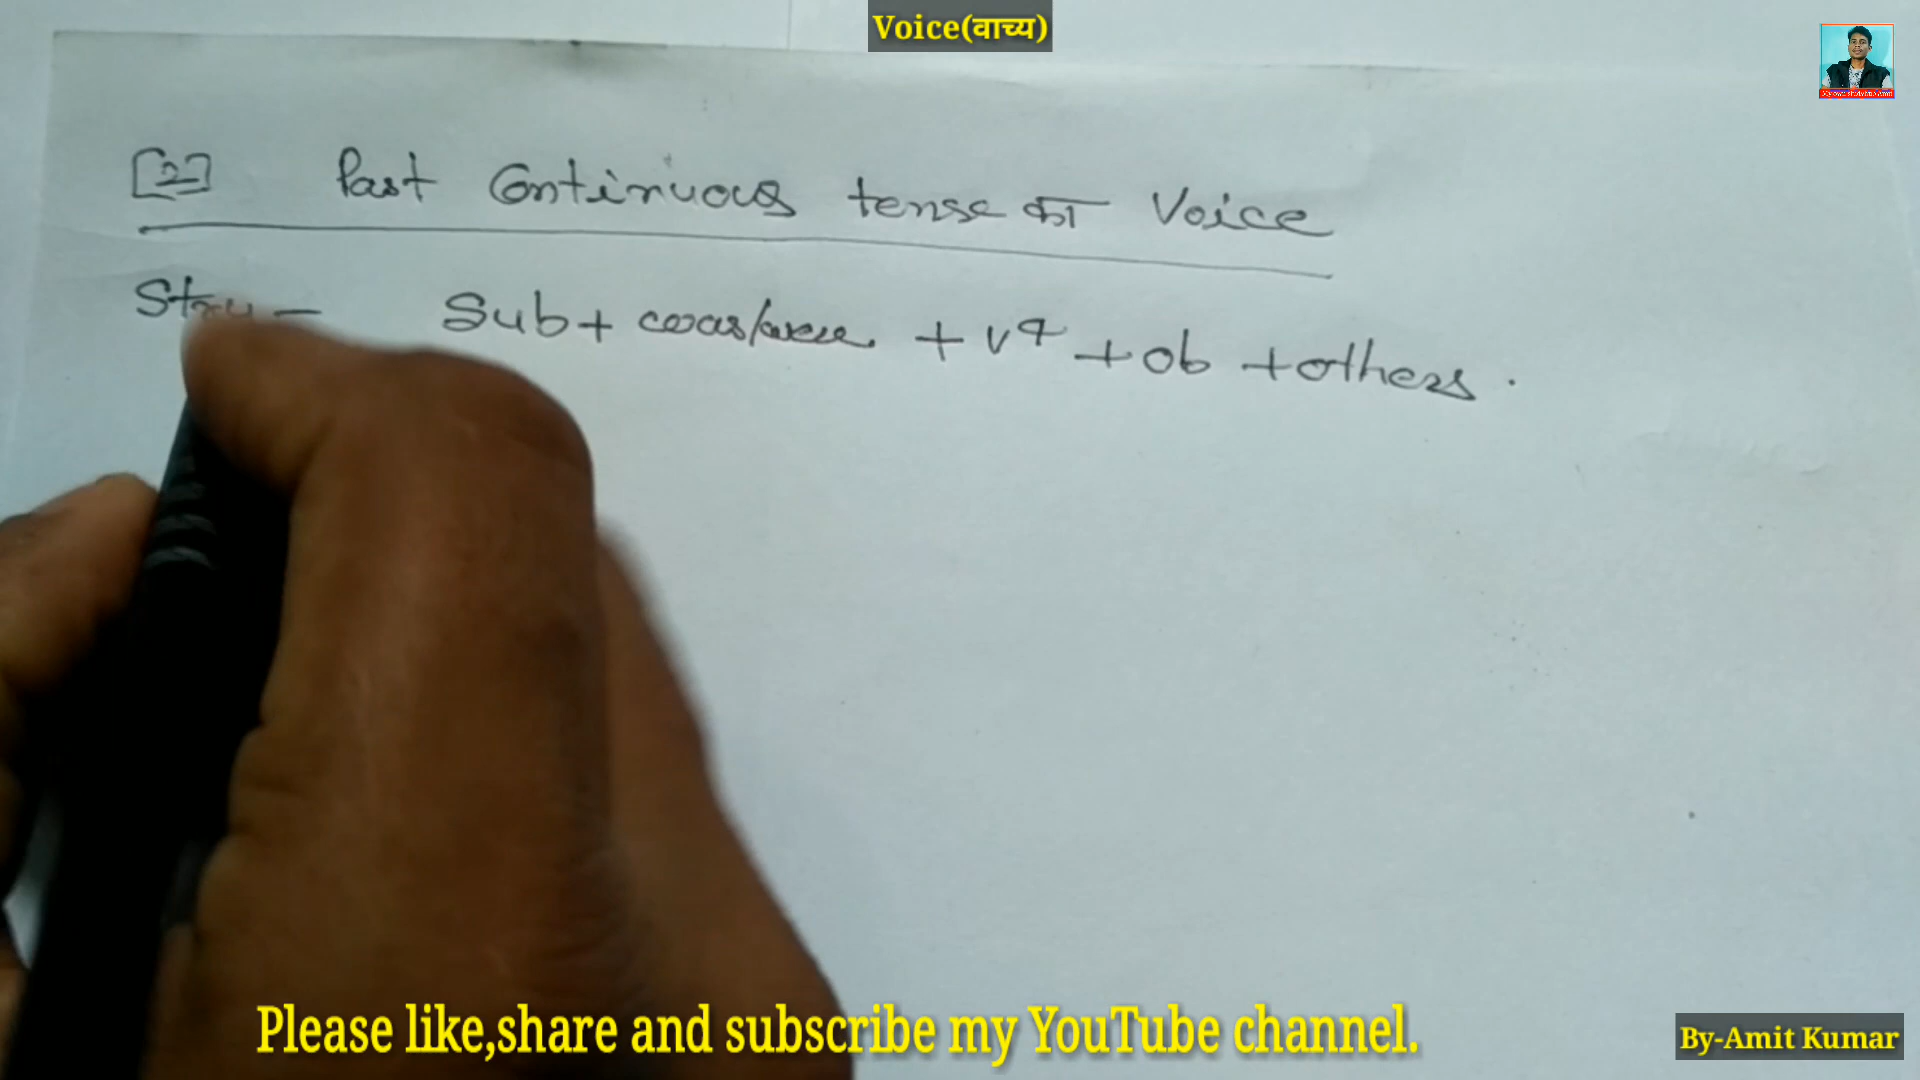 Voice(वाच्य)
[2] Past Continuous tense का Voice
Stru - Sub + was/were + v4 + ob + others.
Please like,share and subscribe my YouTube channel.
By-Amit Kumar